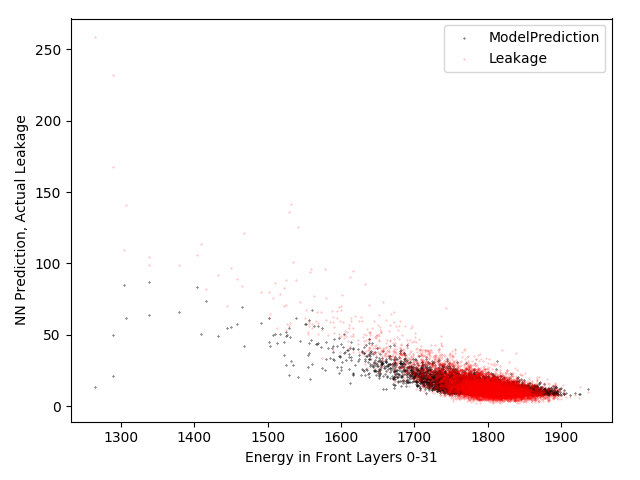 ModelPrediction
Leakage
NN Prediction, Actual Leakage
250
200
150
100
50
0
1300 1400 1500 1600 1700 1800 1900
Energy in Front Layers 0-31